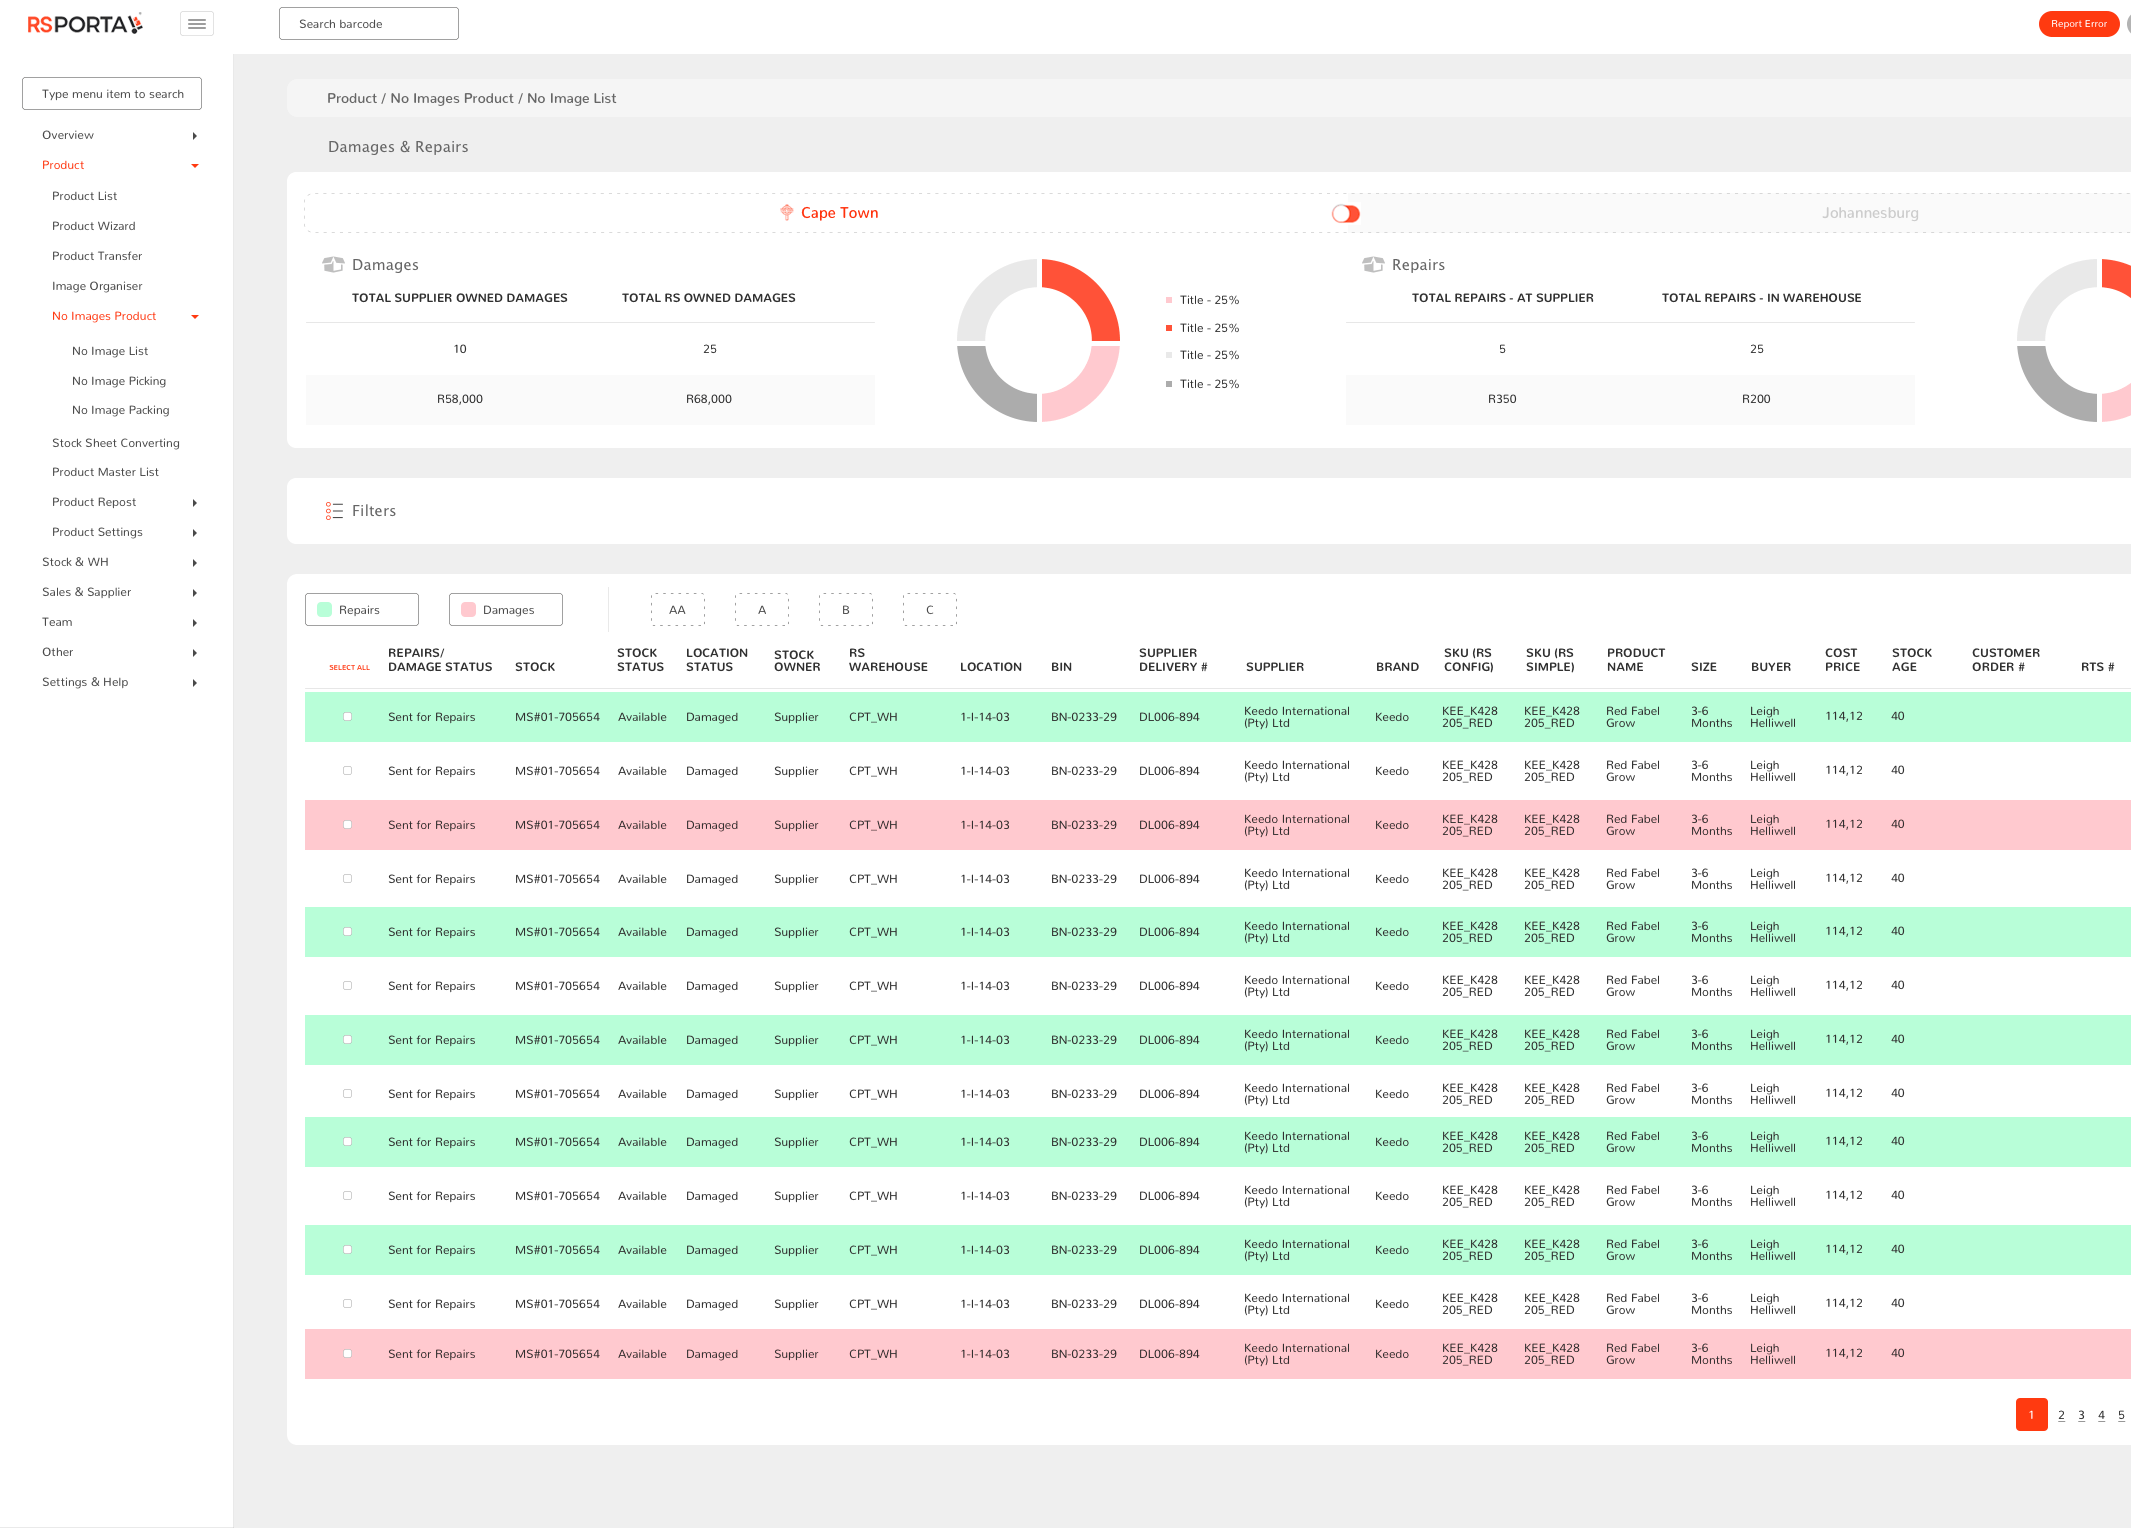 RSPORTAL
Search barcode
Report Error
Type menu item to search
Overview
Product
Product List
Product Wizard
Product Transfer
Image Organiser
No Images Product
No Image List
No Image Picking
No Image Packing
Stock Sheet Converting
Product Master List
Product Repost
Product Settings
Stock & WH
Sales & Sapplier
Team
Other
Settings & Help
Product / No Images Product / No Image List
Damages & Repairs
Cape Town
Johannesburg
Damages
TOTAL SUPPLIER OWNED DAMAGES TOTAL RS OWNED DAMAGES
10 25
R58,000 R68,000
Title - 25%
Title - 25%
Title - 25%
Title - 25%
Repairs
TOTAL REPAIRS - AT SUPPLIER TOTAL REPAIRS - IN WAREHOUSE
5 25
R350 R200
Filters
Repairs Damages AA A B C
REPAIRS/ STOCK LOCATION STOCK RS SUPPLIER SKU (RS SKU (RS PRODUCT COST STOCK CUSTOMER
SELECT ALL DAMAGE STATUS STOCK STATUS STATUS OWNER WAREHOUSE LOCATION BIN DELIVERY # SUPPLIER BRAND CONFIG) SIMPLE) NAME SIZE BUYER PRICE AGE ORDER # RTS #
Sent for Repairs MS#01-705654 Available Damaged Supplier CPT_WH 1-I-14-03 BN-0233-29 DL006-894 Keedo International Keedo KEE_K428 KEE_K428 Red Fabel 3-6 Leigh 114,12 40
(Pty) Ltd 205_RED 205_RED Grow Months Helliwell
Sent for Repairs MS#01-705654 Available Damaged Supplier CPT_WH 1-I-14-03 BN-0233-29 DL006-894 Keedo International Keedo KEE_K428 KEE_K428 Red Fabel 3-6 Leigh 114,12 40
(Pty) Ltd 205_RED 205_RED Grow Months Helliwell
Sent for Repairs MS#01-705654 Available Damaged Supplier CPT_WH 1-I-14-03 BN-0233-29 DL006-894 Keedo International Keedo KEE_K428 KEE_K428 Red Fabel 3-6 Leigh 114,12 40
(Pty) Ltd 205_RED 205_RED Grow Months Helliwell
Sent for Repairs MS#01-705654 Available Damaged Supplier CPT_WH 1-I-14-03 BN-0233-29 DL006-894 Keedo International Keedo KEE_K428 KEE_K428 Red Fabel 3-6 Leigh 114,12 40
(Pty) Ltd 205_RED 205_RED Grow Months Helliwell
Sent for Repairs MS#01-705654 Available Damaged Supplier CPT_WH 1-I-14-03 BN-0233-29 DL006-894 Keedo International Keedo KEE_K428 KEE_K428 Red Fabel 3-6 Leigh 114,12 40
(Pty) Ltd 205_RED 205_RED Grow Months Helliwell
Sent for Repairs MS#01-705654 Available Damaged Supplier CPT_WH 1-I-14-03 BN-0233-29 DL006-894 Keedo International Keedo KEE_K428 KEE_K428 Red Fabel 3-6 Leigh 114,12 40
(Pty) Ltd 205_RED 205_RED Grow Months Helliwell
Sent for Repairs MS#01-705654 Available Damaged Supplier CPT_WH 1-I-14-03 BN-0233-29 DL006-894 Keedo International Keedo KEE_K428 KEE_K428 Red Fabel 3-6 Leigh 114,12 40
(Pty) Ltd 205_RED 205_RED Grow Months Helliwell
Sent for Repairs MS#01-705654 Available Damaged Supplier CPT_WH 1-I-14-03 BN-0233-29 DL006-894 Keedo International Keedo KEE_K428 KEE_K428 Red Fabel 3-6 Leigh 114,12 40
(Pty) Ltd 205_RED 205_RED Grow Months Helliwell
Sent for Repairs MS#01-705654 Available Damaged Supplier CPT_WH 1-I-14-03 BN-0233-29 DL006-894 Keedo International Keedo KEE_K428 KEE_K428 Red Fabel 3-6 Leigh 114,12 40
(Pty) Ltd 205_RED 205_RED Grow Months Helliwell
Sent for Repairs MS#01-705654 Available Damaged Supplier CPT_WH 1-I-14-03 BN-0233-29 DL006-894 Keedo International Keedo KEE_K428 KEE_K428 Red Fabel 3-6 Leigh 114,12 40
(Pty) Ltd 205_RED 205_RED Grow Months Helliwell
Sent for Repairs MS#01-705654 Available Damaged Supplier CPT_WH 1-I-14-03 BN-0233-29 DL006-894 Keedo International Keedo KEE_K428 KEE_K428 Red Fabel 3-6 Leigh 114,12 40
(Pty) Ltd 205_RED 205_RED Grow Months Helliwell
Sent for Repairs MS#01-705654 Available Damaged Supplier CPT_WH 1-I-14-03 BN-0233-29 DL006-894 Keedo International Keedo KEE_K428 KEE_K428 Red Fabel 3-6 Leigh 114,12 40
(Pty) Ltd 205_RED 205_RED Grow Months Helliwell
Sent for Repairs MS#01-705654 Available Damaged Supplier CPT_WH 1-I-14-03 BN-0233-29 DL006-894 Keedo International Keedo KEE_K428 KEE_K428 Red Fabel 3-6 Leigh 114,12 40
(Pty) Ltd 205_RED 205_RED Grow Months Helliwell
1 2 3 4 5